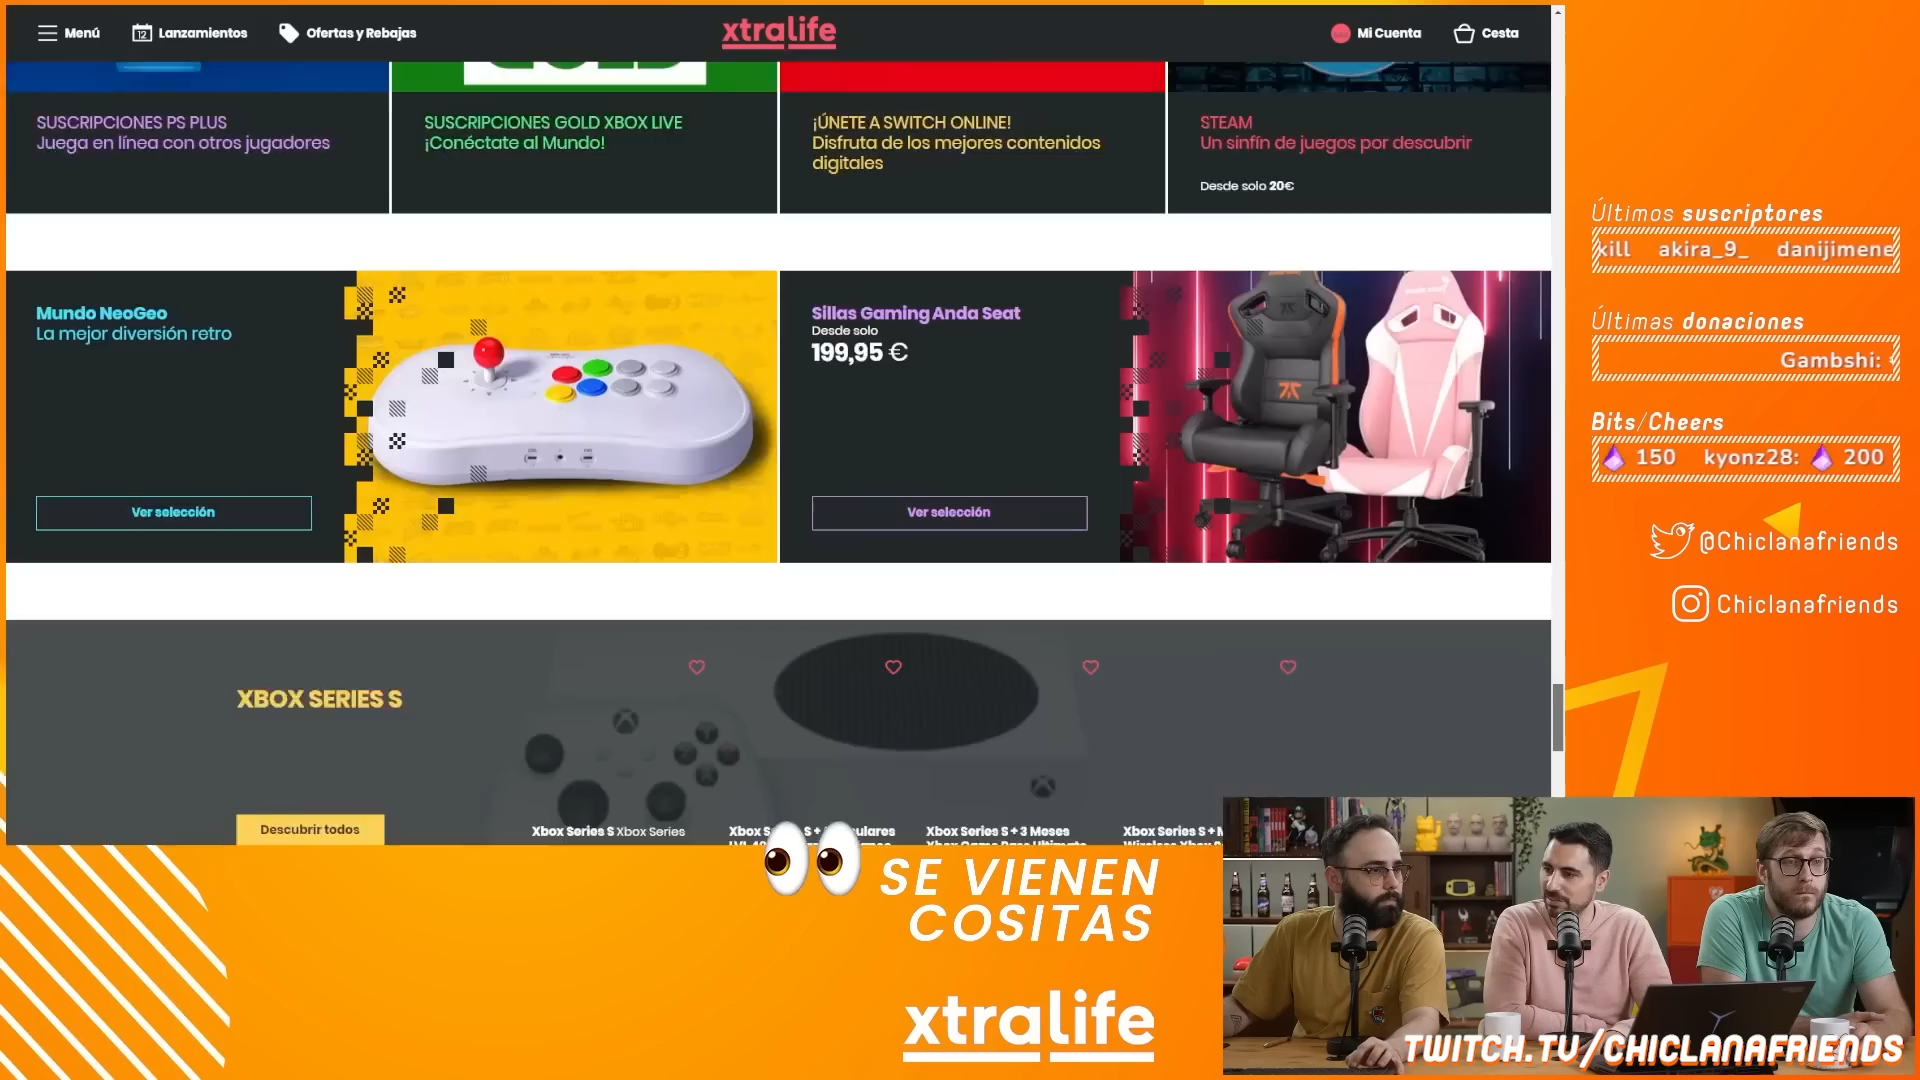 Menú
12
Lanzamientos
Ofertas y Rebajas
xtralife
Mi Cuenta
Cesta
SUSCRIPCIONES PS PLUS
Juega en línea con otros jugadores
SUSCRIPCIONES GOLD XBOX LIVE
¡Conéctate al Mundo!
¡ÚNETE A SWITCH ONLINE!
Disfruta de los mejores contenidos
digitales
STEAM
Un sinfín de juegos por descubrir
Desde solo 20€
Mundo NeoGeo
La mejor diversión retro
Ver selección
Sillas Gaming Anda Seat
Desde solo
199,95 €
Ver selección
XBOX SERIES S
Descubrir todos
Xbox Series S Xbox Series
Xbox Series S + 3 Meses
Xbox Game Pass Ultimate
Xbox Series S +
Últimos suscriptores
kill akira_9_ danijimene
Últimas donaciones
Gambshi:
Bits/Cheers
150 kyonz28: 200
@Chiclanafriends
Chiclanafriends
SE VIENEN
COSITAS
xtralife
TWITCH.TV/CHICLANAFRIENDS